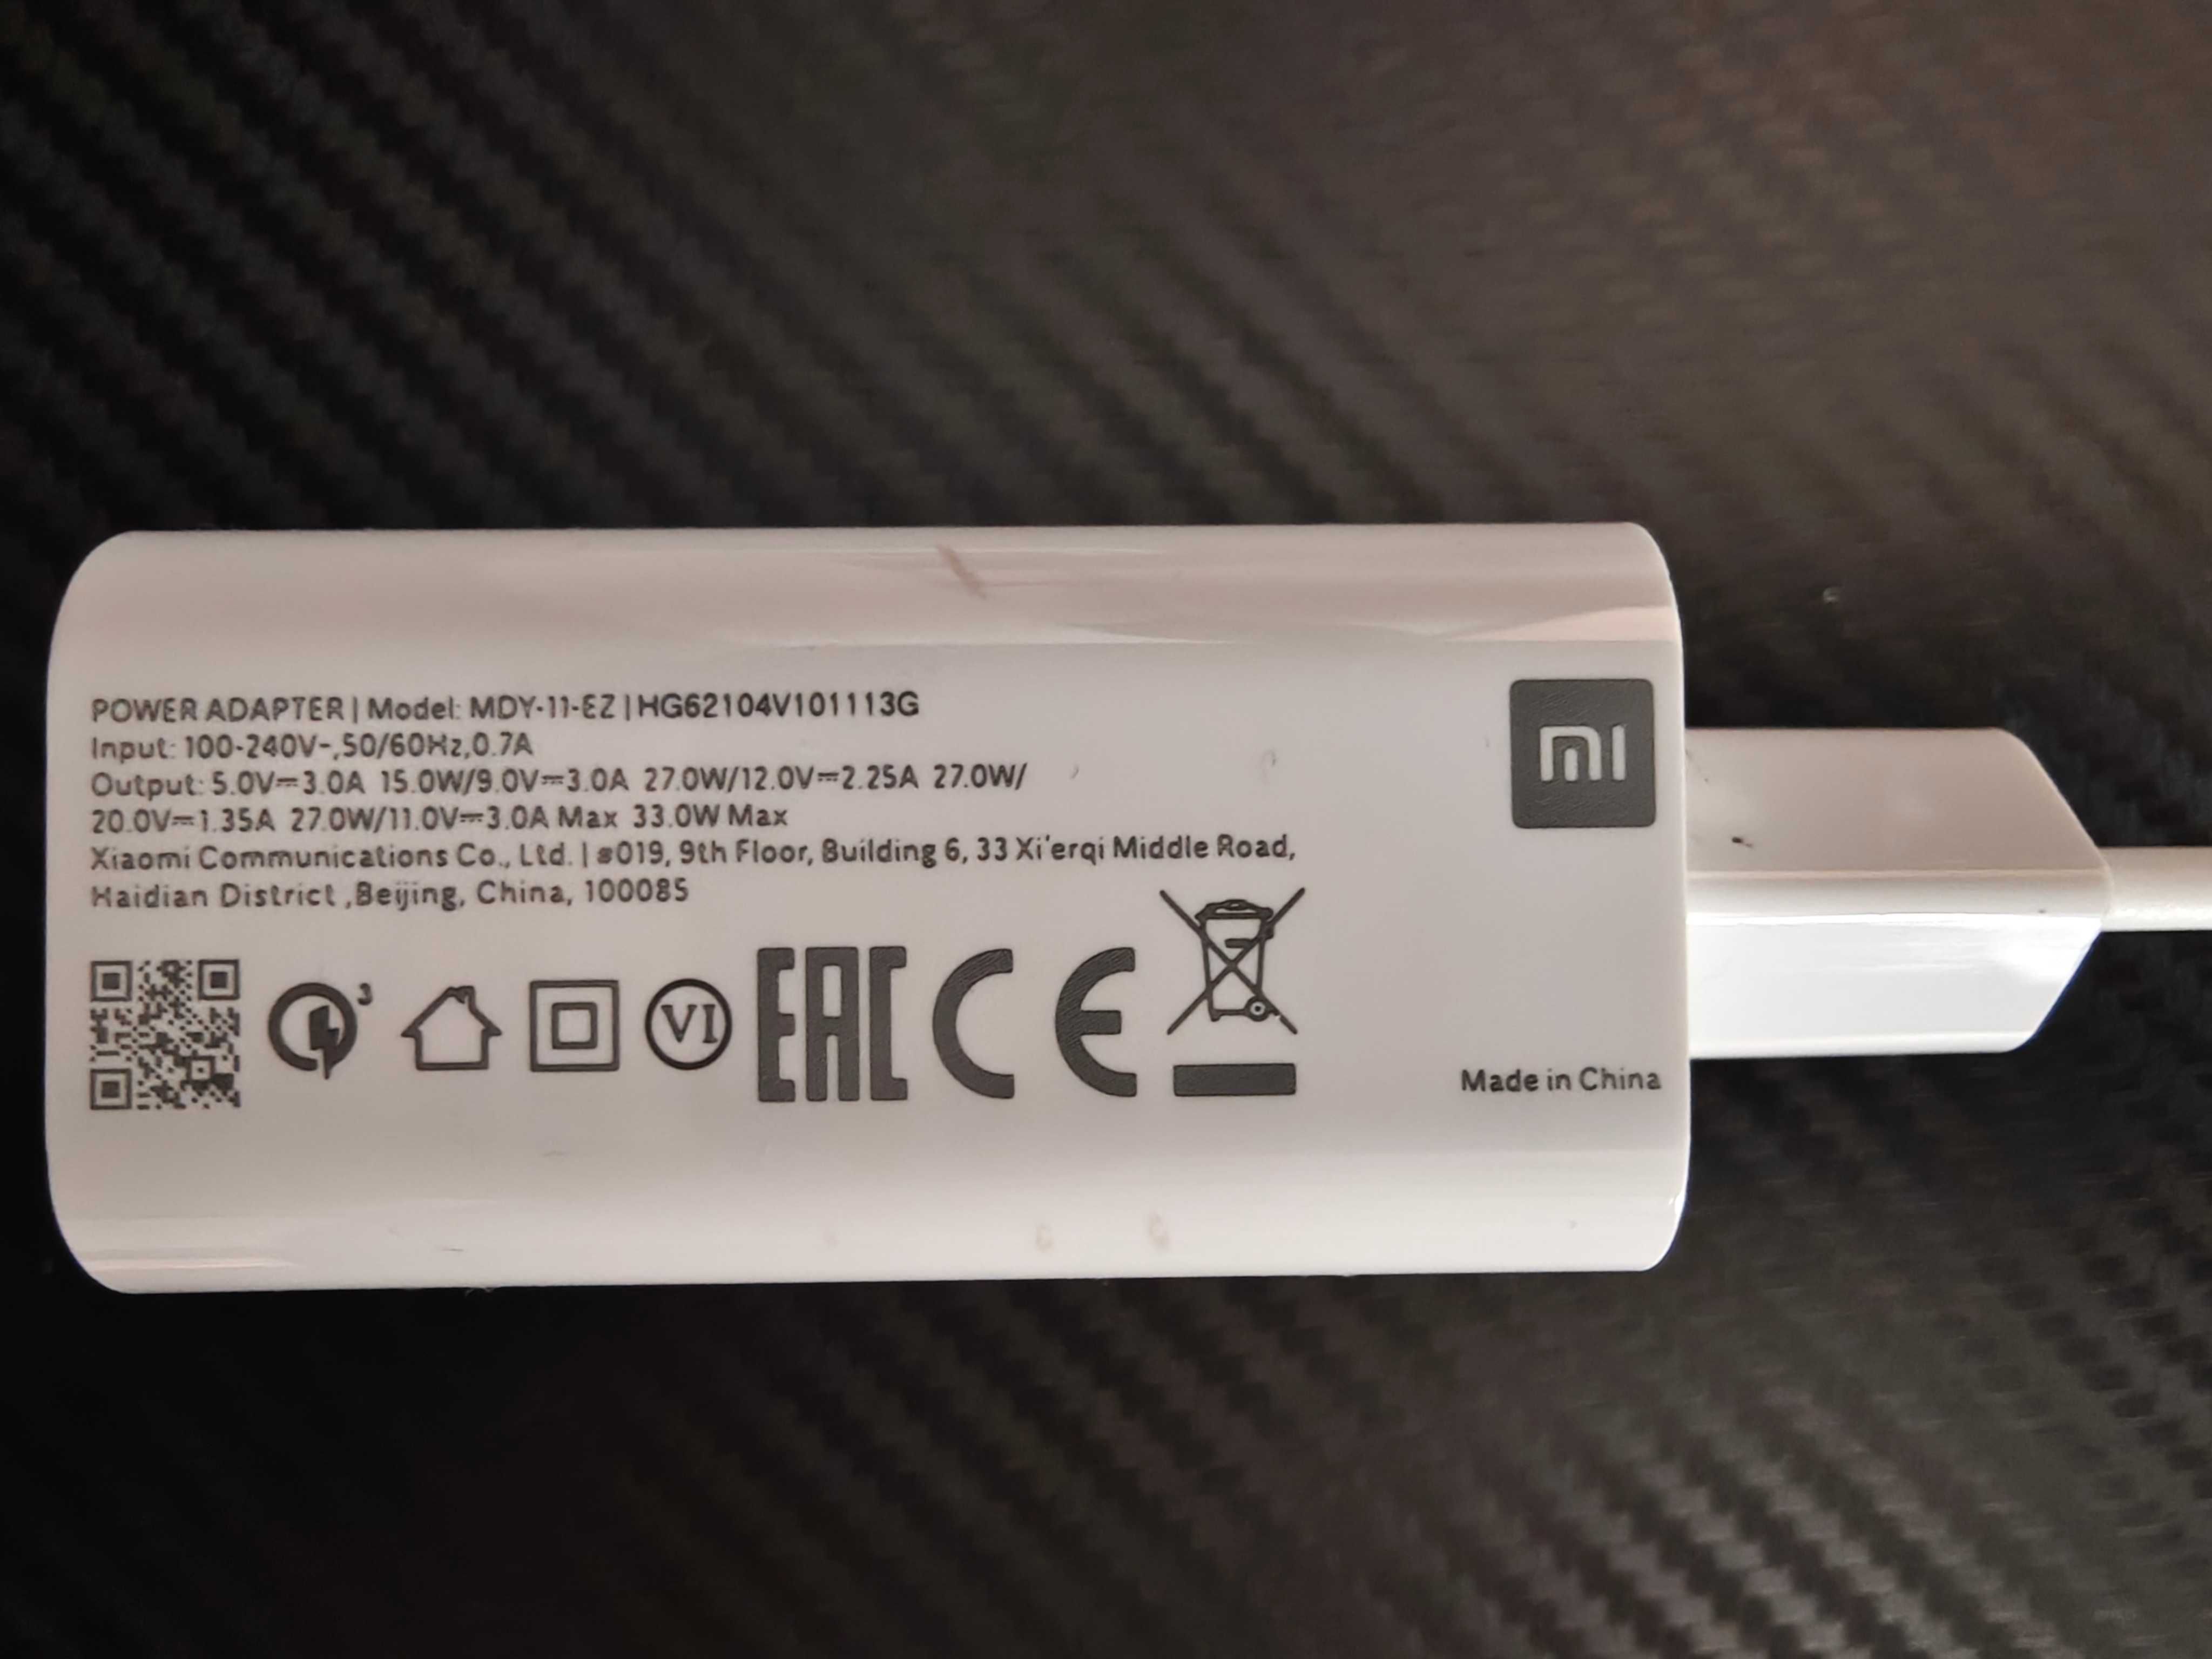 POWER ADAPTER | Model: MDY-11-EZ | HG62104V101113G
Input: 100-240V~,50/60Hz,0.7A
Output: 5.0V⎓3.0A 15.0W/9.0V⎓3.0A 27.0W/12.0V⎓2.25A 27.0W/
20.0V⎓1.35A 27.0W/11.0V⎓3.0A Max 33.0W Max
Xiaomi Communications Co., Ltd. | #019, 9th Floor, Building 6, 33 Xi'erqi Middle Road,
Haidian District ,Beijing, China, 100085
mi
3
VI
EAC CE
Made in China